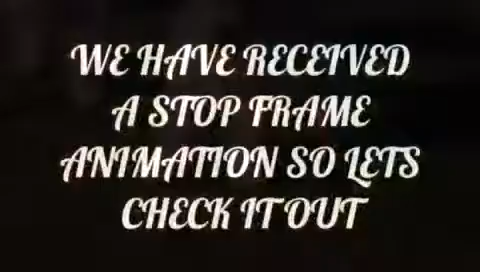 WE HAVE RECEIVED
A STOP FRAME
ANIMATION SO LETS
CHECK IT OUT